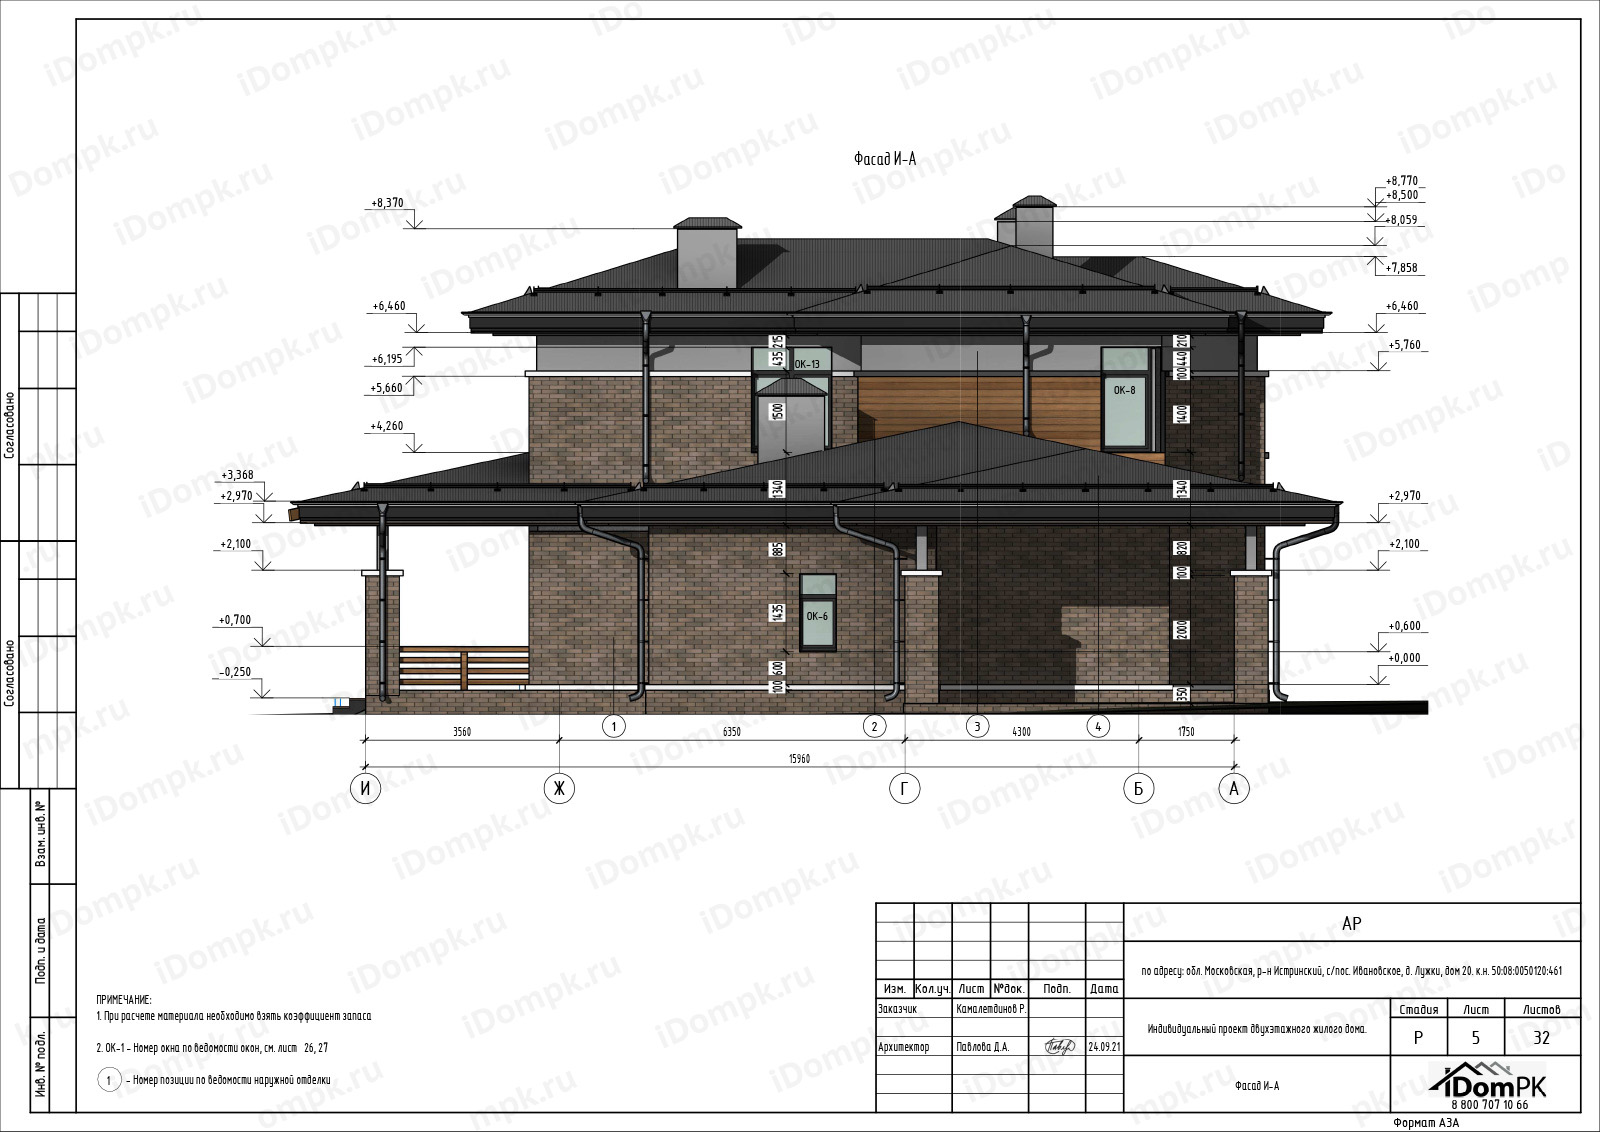 Фасад И-А
+8,370
+6,460
+6,195
+5,660
+4,260
+3,368
+2,970
+2,100
+0,700
-0,250
+8,770
+8,500
+8,059
+7,858
+6,460
+5,760
+2,970
+2,100
+0,600
+0,000
215
435
ОК-13
1500
1340
885
1435
ОК-6
600
100
210
440
100
ОК-8
1400
1340
820
100
2000
350
1 2 3 4
3560 6350 4300 1750
15960
И Ж Г Б А
Согласовано
Согласовано
Взам. инв. №
Подп. и дата
Инв. № подл.
ПРИМЕЧАНИЕ:
1. При расчете материала необходимо взять коэффициент запаса
2. ОК-1 - Номер окна по ведомости окон, см. лист 26, 27
1 - Номер позиции по ведомости наружной отделки
АР
по адресу: обл. Московская, р-н Истринский, с/пос. Ивановское, д. Лужки, дом 20. к.н. 50:08:0050120:461
Изм. Кол.уч. Лист №док. Подп. Дата
Заказчик Камалетдинов Р.
Архитектор Павлова Д.А. 24.09.21
Индивидуальный проект двухэтажного жилого дома.
Стадия Лист Листов
Р 5 32
Фасад И-А
iDomPK
8 800 707 10 66
Формат А3А
iDompk.ru